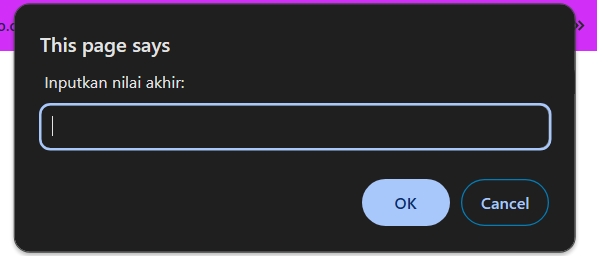 This page says
Inputkan nilai akhir:
OK
Cancel